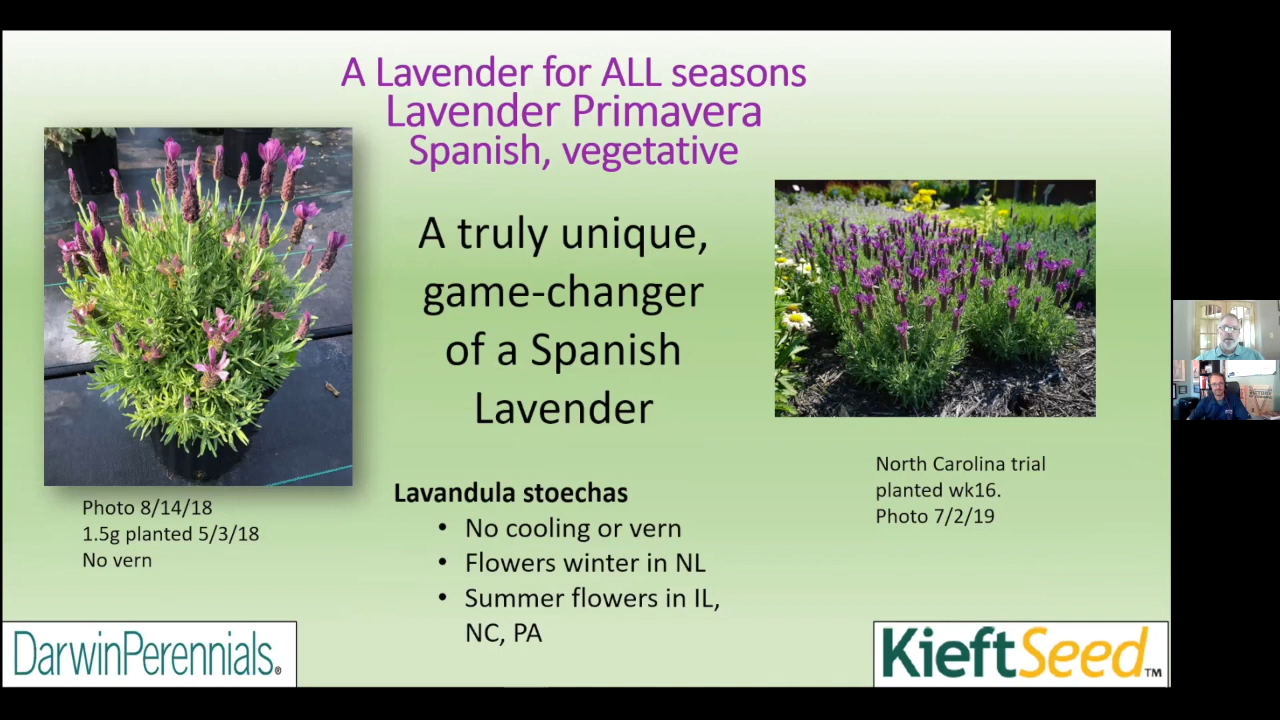 A Lavender for ALL seasons
Lavender Primavera
Spanish, vegetative
A truly unique,
game-changer
of a Spanish
Lavender
Photo 8/14/18
1.5g planted 5/3/18
No vern
Lavandula stoechas
• No cooling or vern
• Flowers winter in NL
• Summer flowers in IL,
NC, PA
North Carolina trial
planted wk16.
Photo 7/2/19
DarwinPerennials®
KieftSeed™